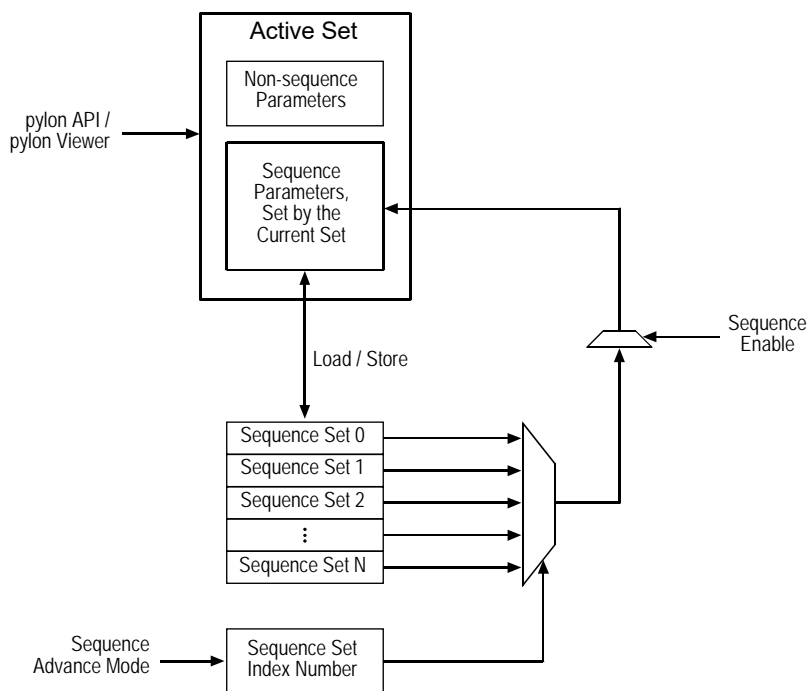 Active Set
Non-sequence
Parameters
pylon API /
pylon Viewer
Sequence
Parameters,
Set by the
Current Set
Sequence
Enable
Load / Store
Sequence Set 0
Sequence Set 1
Sequence Set 2
⋮
Sequence Set N
Sequence
Advance Mode
Sequence Set
Index Number